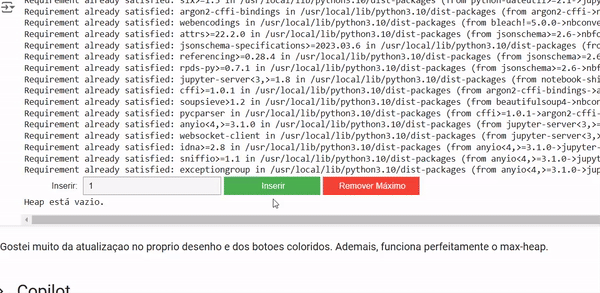 Requirement already satisfied: six>=1.5 in /usr/local/lib/python3.10/dist-packages (from python-dateutil>=2.1->jupy
Requirement already satisfied: argon2-cffi-bindings in /usr/local/lib/python3.10/dist-packages (from argon2-cffi->n
Requirement already satisfied: webencodings in /usr/local/lib/python3.10/dist-packages (from bleach!=5.0.0->nbconve
Requirement already satisfied: attrs>=22.2.0 in /usr/local/lib/python3.10/dist-packages (from jsonschema>=2.6->nbfo
Requirement already satisfied: jsonschema-specifications>=2023.03.6 in /usr/local/lib/python3.10/dist-packages (fro
Requirement already satisfied: referencing>=0.28.4 in /usr/local/lib/python3.10/dist-packages (from jsonschema>=2.6
Requirement already satisfied: rpds-py>=0.7.1 in /usr/local/lib/python3.10/dist-packages (from jsonschema>=2.6->nbf
Requirement already satisfied: jupyter-server<3,>=1.8 in /usr/local/lib/python3.10/dist-packages (from notebook-shi
Requirement already satisfied: cffi>=1.0.1 in /usr/local/lib/python3.10/dist-packages (from argon2-cffi-bindings->a
Requirement already satisfied: soupsieve>1.2 in /usr/local/lib/python3.10/dist-packages (from beautifulsoup4->nbcon
Requirement already satisfied: pycparser in /usr/local/lib/python3.10/dist-packages (from cffi>=1.0.1->argon2-cffi-
Requirement already satisfied: anyio<4,>=3.1.0 in /usr/local/lib/python3.10/dist-packages (from jupyter-server<3,>=
Requirement already satisfied: websocket-client in /usr/local/lib/python3.10/dist-packages (from jupyter-server<3,>
Requirement already satisfied: idna>=2.8 in /usr/local/lib/python3.10/dist-packages (from anyio<4,>=3.1.0->jupyter-
Requirement already satisfied: sniffio>=1.1 in /usr/local/lib/python3.10/dist-packages (from anyio<4,>=3.1.0->jupyt
Requirement already satisfied: exceptiongroup in /usr/local/lib/python3.10/dist-packages (from anyio<4,>=3.1.0->jup
Inserir: 1 Inserir Remover Máximo
Heap está vazio.
Gostei muito da atualizaçao no proprio desenho e dos botoes coloridos. Ademais, funciona perfeitamente o max-heap.
Copilot